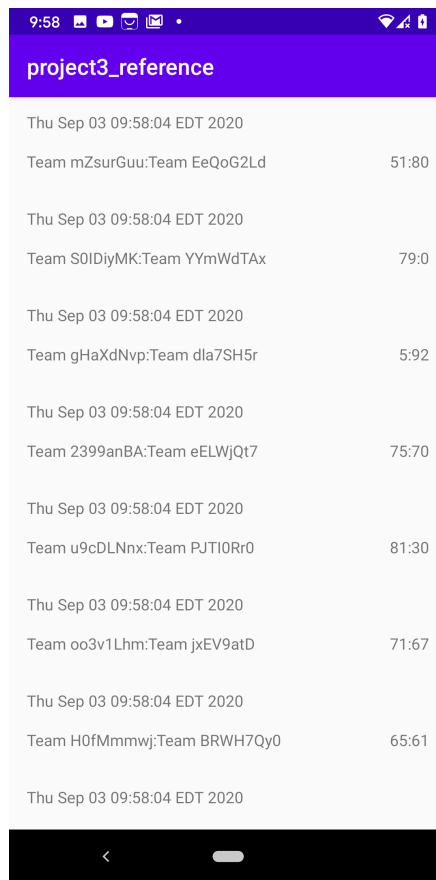 9:58
project3_reference
Thu Sep 03 09:58:04 EDT 2020
Team mZsurGuu:Team EeQoG2Ld 51:80
Thu Sep 03 09:58:04 EDT 2020
Team S0IDiyMK:Team YYmWdTAx 79:0
Thu Sep 03 09:58:04 EDT 2020
Team gHaXdNvp:Team dla7SH5r 5:92
Thu Sep 03 09:58:04 EDT 2020
Team 2399anBA:Team eELWjQt7 75:70
Thu Sep 03 09:58:04 EDT 2020
Team u9cDLNnx:Team PJTI0Rr0 81:30
Thu Sep 03 09:58:04 EDT 2020
Team oo3v1Lhm:Team jxEV9atD 71:67
Thu Sep 03 09:58:04 EDT 2020
Team H0fMmmwj:Team BRWH7Qy0 65:61
Thu Sep 03 09:58:04 EDT 2020